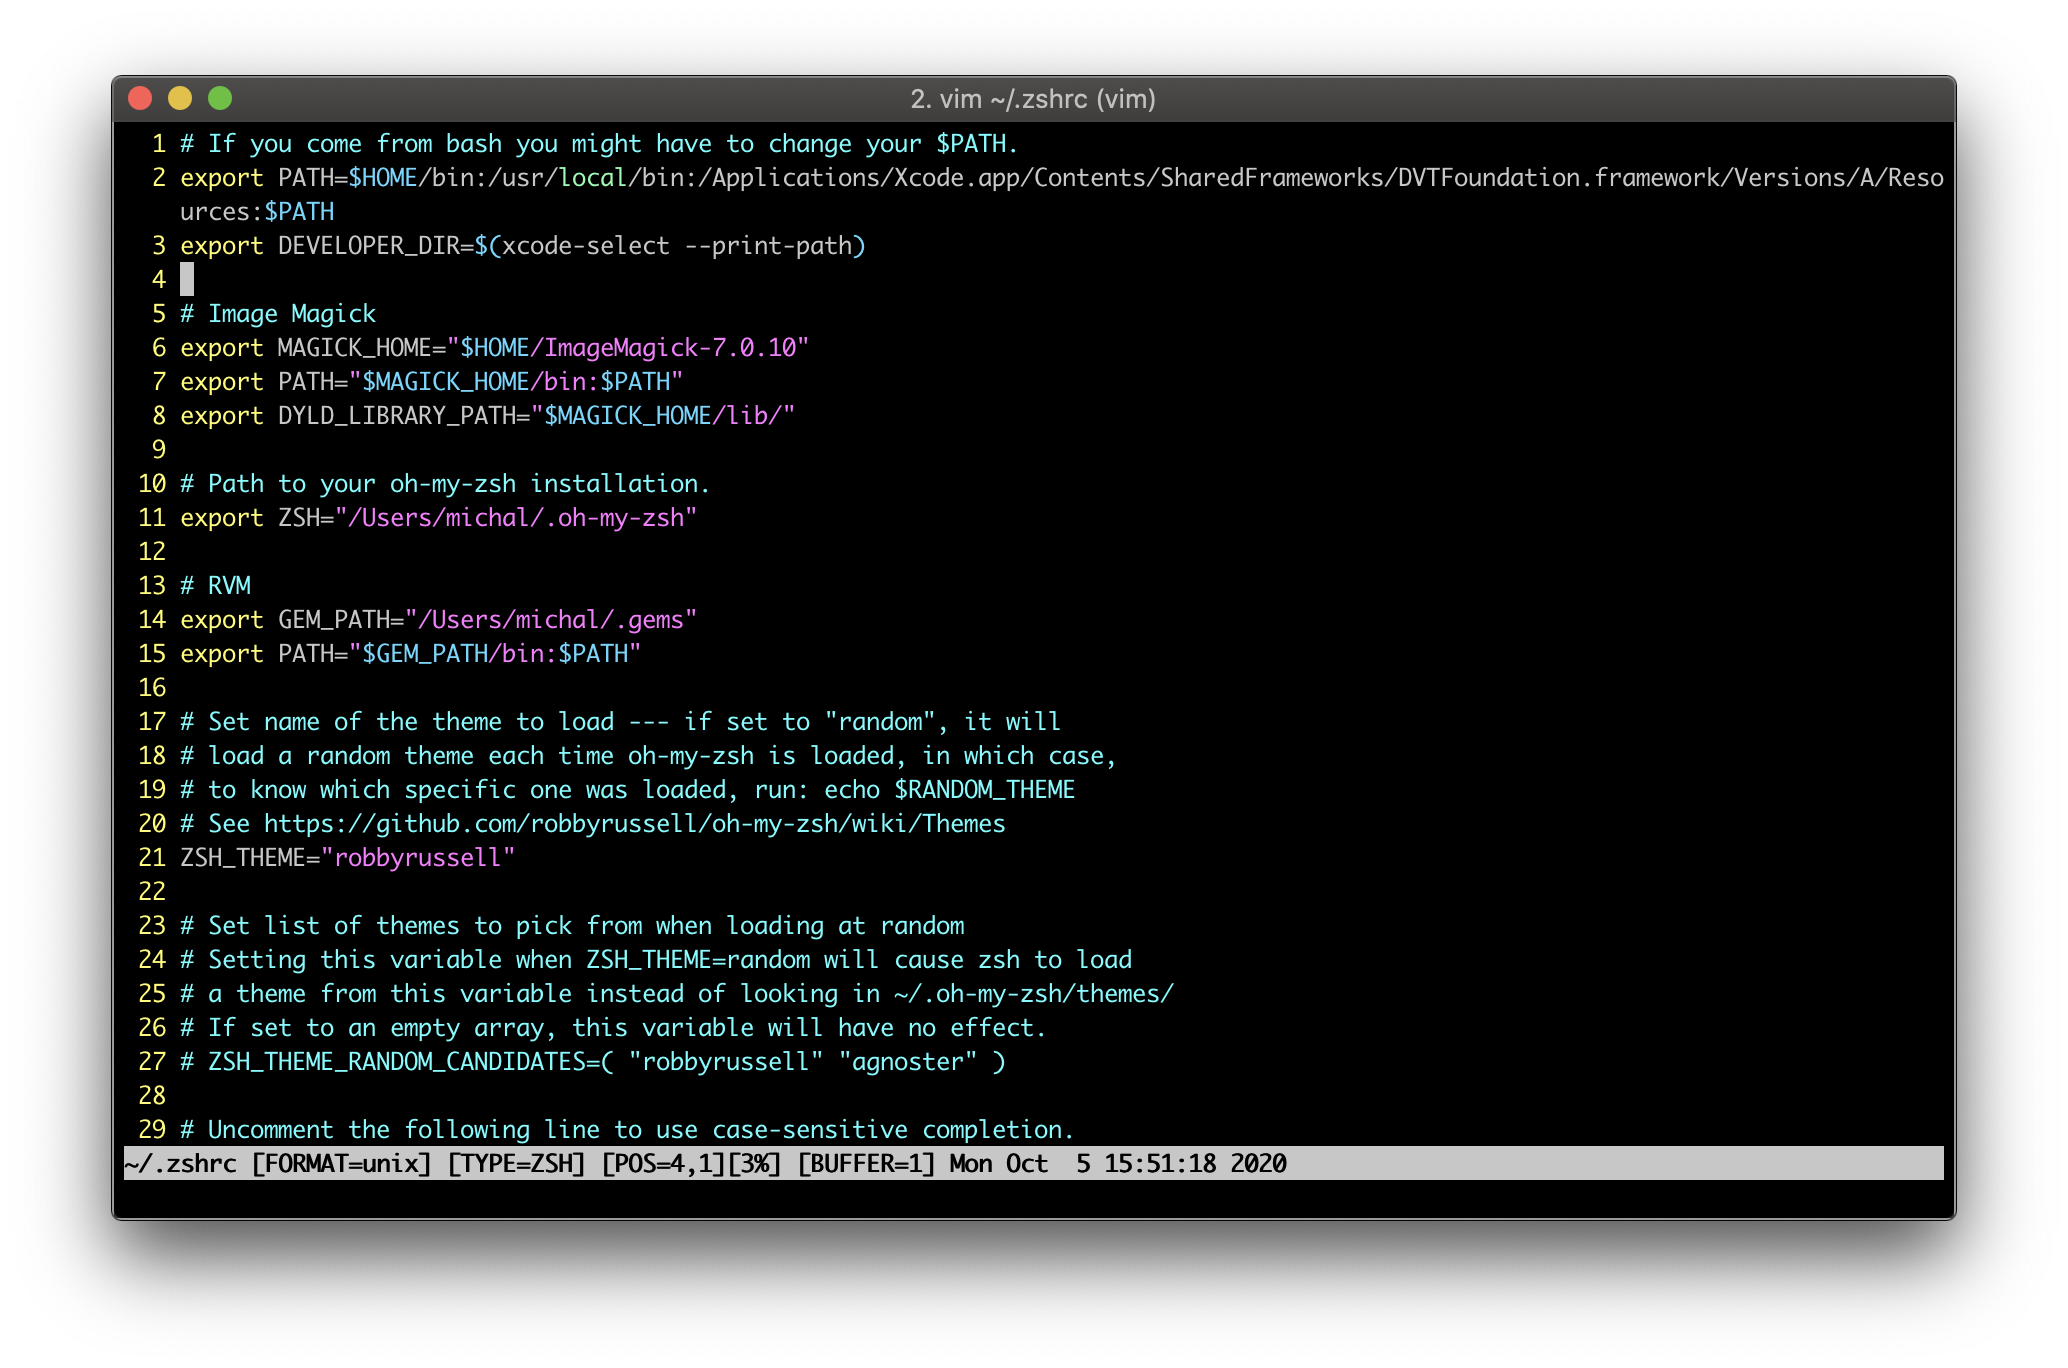 2. vim ~/.zshrc (vim)
1 # If you come from bash you might have to change your $PATH.
2 export PATH=$HOME/bin:/usr/local/bin:/Applications/Xcode.app/Contents/SharedFrameworks/DVTFoundation.framework/Versions/A/Reso
urces:$PATH
3 export DEVELOPER_DIR=$(xcode-select --print-path)
4
5 # Image Magick
6 export MAGICK_HOME="$HOME/ImageMagick-7.0.10"
7 export PATH="$MAGICK_HOME/bin:$PATH"
8 export DYLD_LIBRARY_PATH="$MAGICK_HOME/lib/"
9
10 # Path to your oh-my-zsh installation.
11 export ZSH="/Users/michal/.oh-my-zsh"
12
13 # RVM
14 export GEM_PATH="/Users/michal/.gems"
15 export PATH="$GEM_PATH/bin:$PATH"
16
17 # Set name of the theme to load --- if set to "random", it will
18 # load a random theme each time oh-my-zsh is loaded, in which case,
19 # to know which specific one was loaded, run: echo $RANDOM_THEME
20 # See https://github.com/robbyrussell/oh-my-zsh/wiki/Themes
21 ZSH_THEME="robbyrussell"
22
23 # Set list of themes to pick from when loading at random
24 # Setting this variable when ZSH_THEME=random will cause zsh to load
25 # a theme from this variable instead of looking in ~/.oh-my-zsh/themes/
26 # If set to an empty array, this variable will have no effect.
27 # ZSH_THEME_RANDOM_CANDIDATES=( "robbyrussell" "agnoster" )
28
29 # Uncomment the following line to use case-sensitive completion.
~/.zshrc [FORMAT=unix] [TYPE=ZSH] [POS=4,1][3%] [BUFFER=1] Mon Oct  5 15:51:18 2020